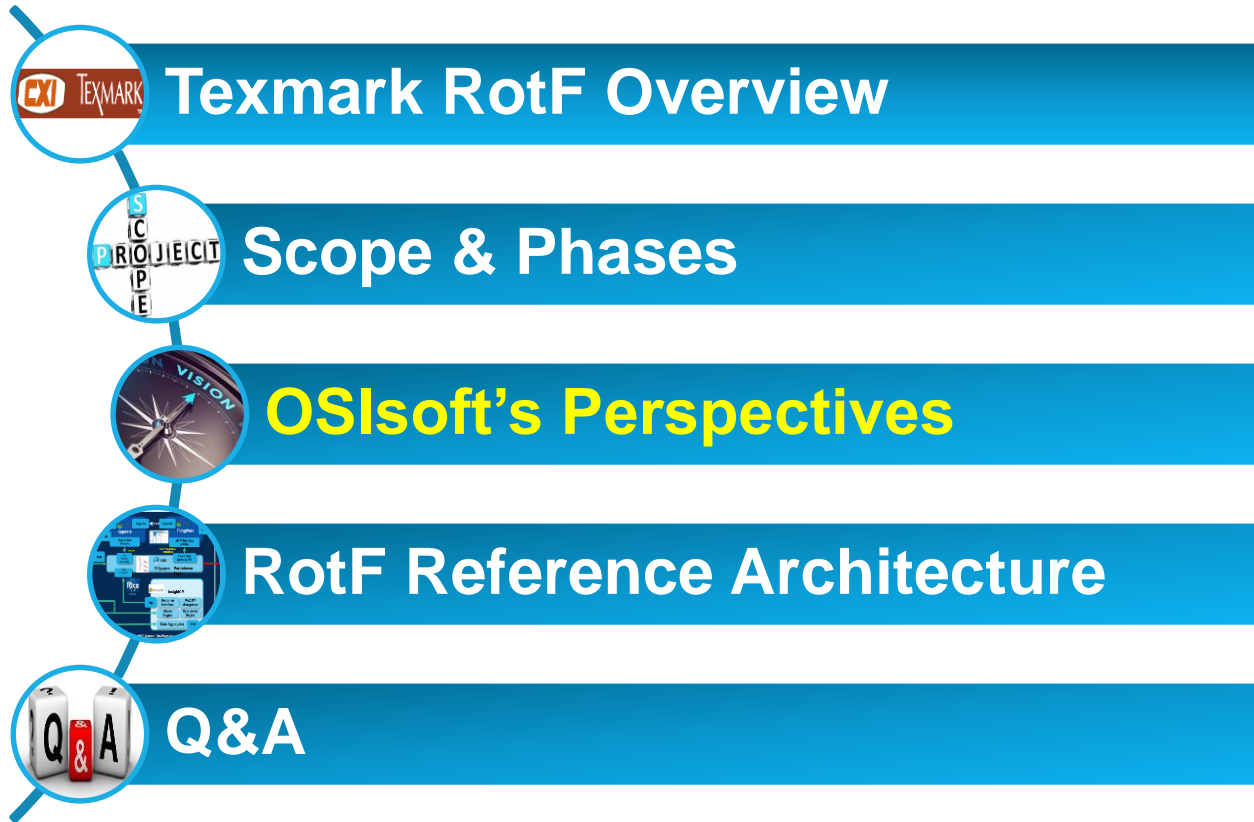 CXI TEXMARK
Texmark RotF Overview
S
C
PROJECT
P
E
Scope & Phases
VISION
OSIsoft's Perspectives
RotF Reference Architecture
Q & A
Q&A